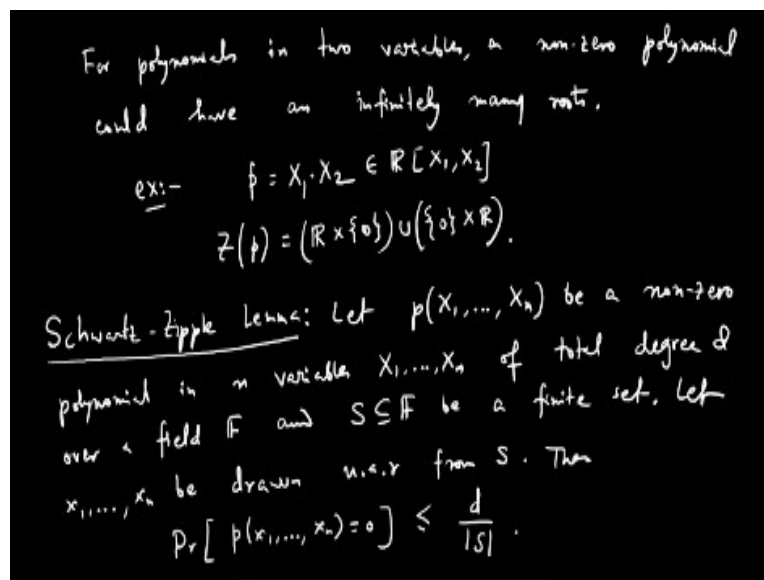 For polynomials in two variables, a non-zero polynomial
could have an infinitely many roots.
ex:- p = X₁·X₂ ∈ ℝ[X₁,X₂]
Z(p) = (ℝ×{0}) ∪ ({0}×ℝ).
Schwartz-Zipple Lemma: Let p(X₁,..., Xₙ) be a non-zero
polynomial in n variables X₁,...,Xₙ of total degree d
over a field 𝔽 and S⊆𝔽 be a finite set. Let
x₁,..., xₙ be drawn u.a.r from S. Then
Pr[ p(x₁,..., xₙ)=0 ] ≤ d/|S|.